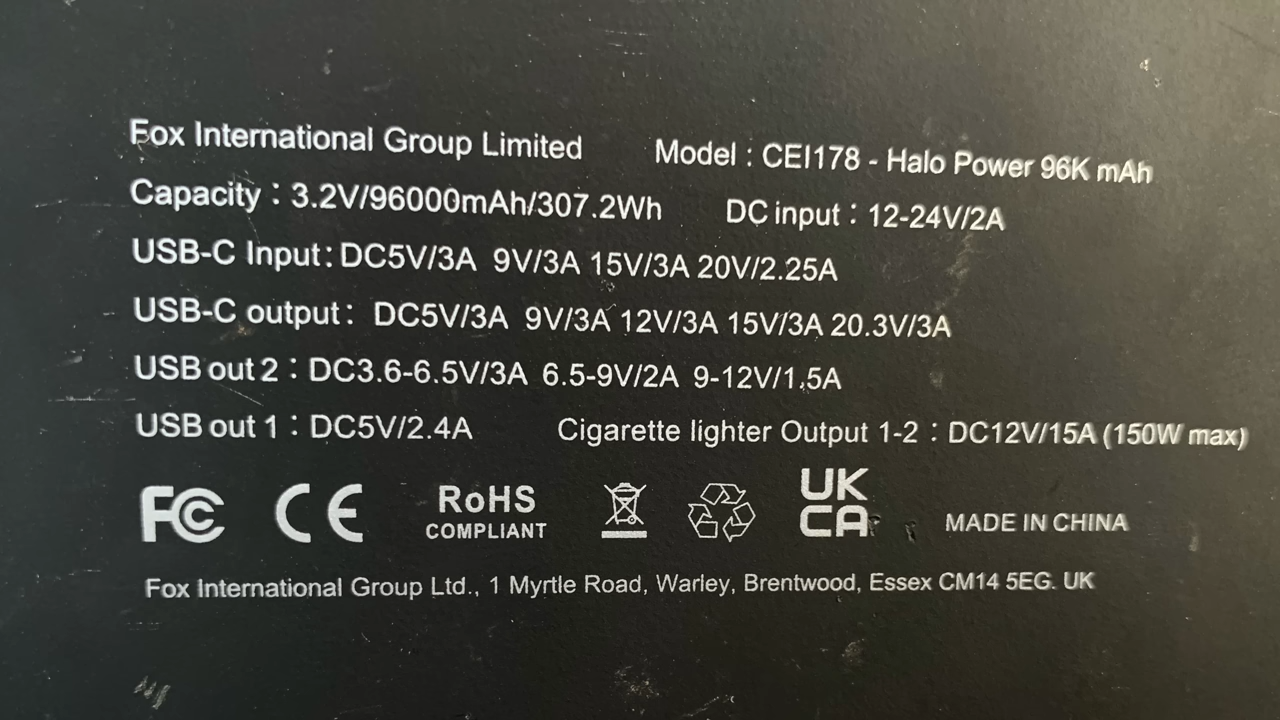 Fox International Group Limited Model : CEI178 - Halo Power 96K mAh
Capacity : 3.2V/96000mAh/307.2Wh DC input : 12-24V/2A
USB-C Input: DC5V/3A 9V/3A 15V/3A 20V/2.25A
USB-C output: DC5V/3A 9V/3A 12V/3A 15V/3A 20.3V/3A
USB out 2 : DC3.6-6.5V/3A 6.5-9V/2A 9-12V/1.5A
USB out 1 : DC5V/2.4A Cigarette lighter Output 1-2 : DC12V/15A (150W max)
FC CE RoHS COMPLIANT UK CA MADE IN CHINA
Fox International Group Ltd., 1 Myrtle Road, Warley, Brentwood, Essex CM14 5EG. UK